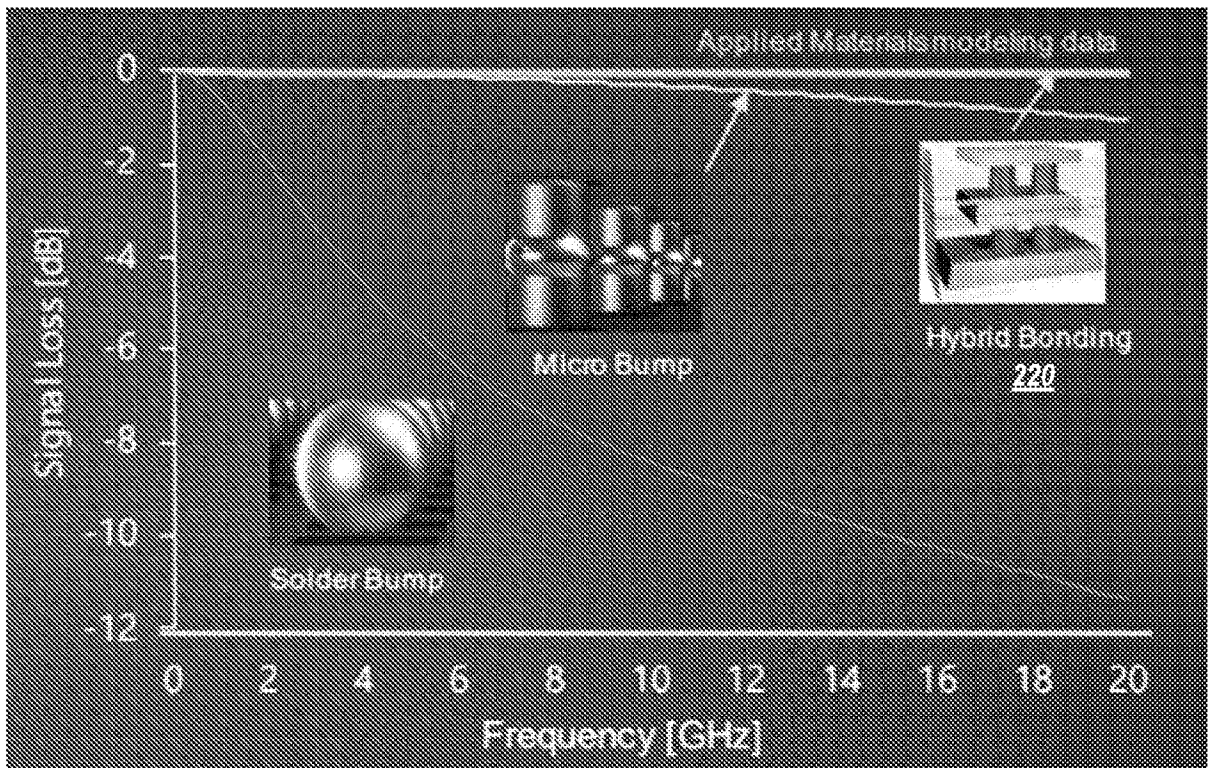 Applied Materials modeling data
0
-2
-4
-6
-8
-10
-12
Signal Loss [dB]
Micro Bump
Hybrid Bonding
220
Solder Bump
0 2 4 6 8 10 12 14 16 18 20
Frequency [GHz]